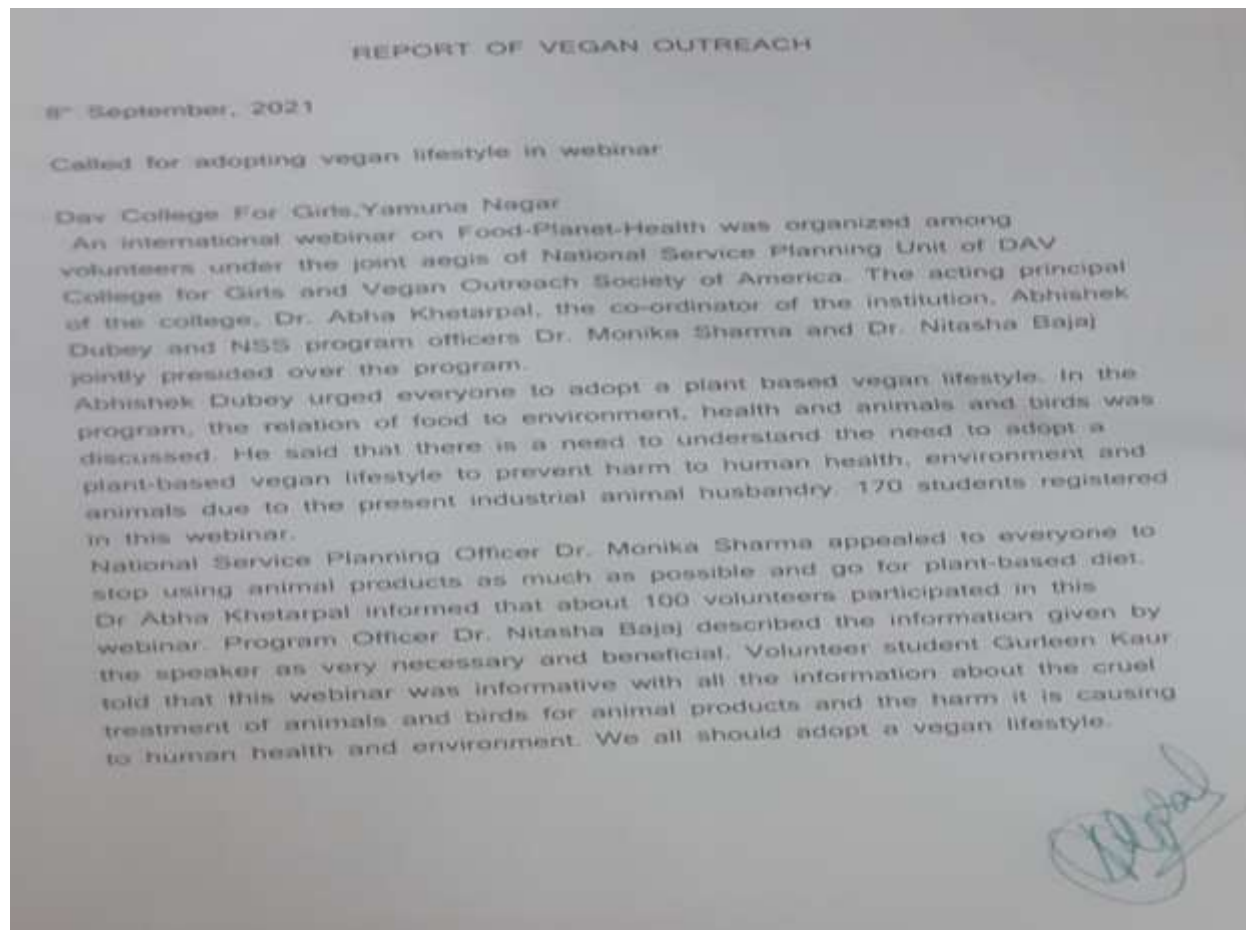 REPORT OF VEGAN OUTREACH
8th September, 2021
Called for adopting vegan lifestyle in webinar
Dav College For Girls,Yamuna Nagar
An international webinar on Food-Planet-Health was organized among
volunteers under the joint aegis of National Service Planning Unit of DAV
College for Girls and Vegan Outreach Society of America. The acting principal
of the college, Dr. Abha Khetarpal, the co-ordinator of the institution, Abhishek
Dubey and NSS program officers Dr. Monika Sharma and Dr. Nitasha Bajaj
jointly presided over the program.
Abhishek Dubey urged everyone to adopt a plant based vegan lifestyle. In the
program, the relation of food to environment, health and animals and birds was
discussed. He said that there is a need to understand the need to adopt a
plant-based vegan lifestyle to prevent harm to human health, environment and
animals due to the present industrial animal husbandry. 170 students registered
in this webinar.
National Service Planning Officer Dr. Monika Sharma appealed to everyone to
stop using animal products as much as possible and go for plant-based diet.
Dr Abha Khetarpal informed that about 100 volunteers participated in this
webinar. Program Officer Dr. Nitasha Bajaj described the information given by
the speaker as very necessary and beneficial. Volunteer student Gurleen Kaur
told that this webinar was informative with all the information about the cruel
treatment of animals and birds for animal products and the harm it is causing
to human health and environment. We all should adopt a vegan lifestyle.